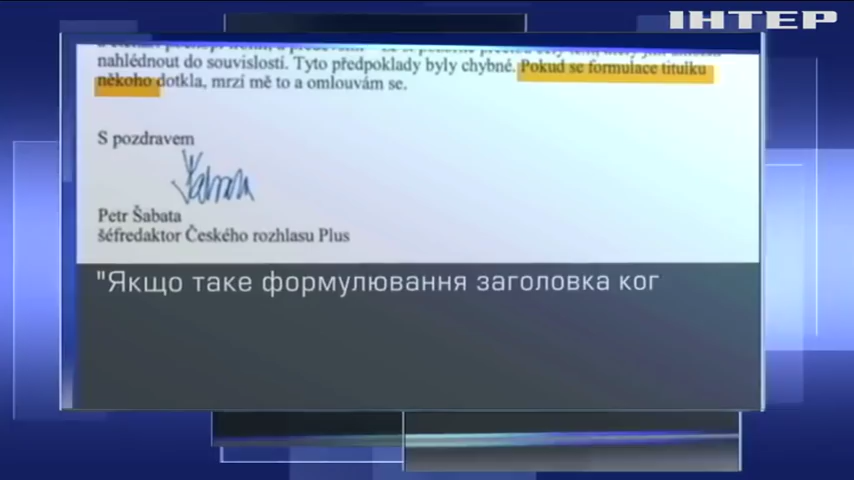 ІНТЕР
nahlédnout do souvislostí. Tyto předpoklady byly chybné. Pokud se formulace titulku
někoho dotkla, mrzí mě to a omlouvám se.
S pozdravem
Petr Šabata
šéfredaktor Českého rozhlasu Plus
"Якщо таке формулювання заголовка ког